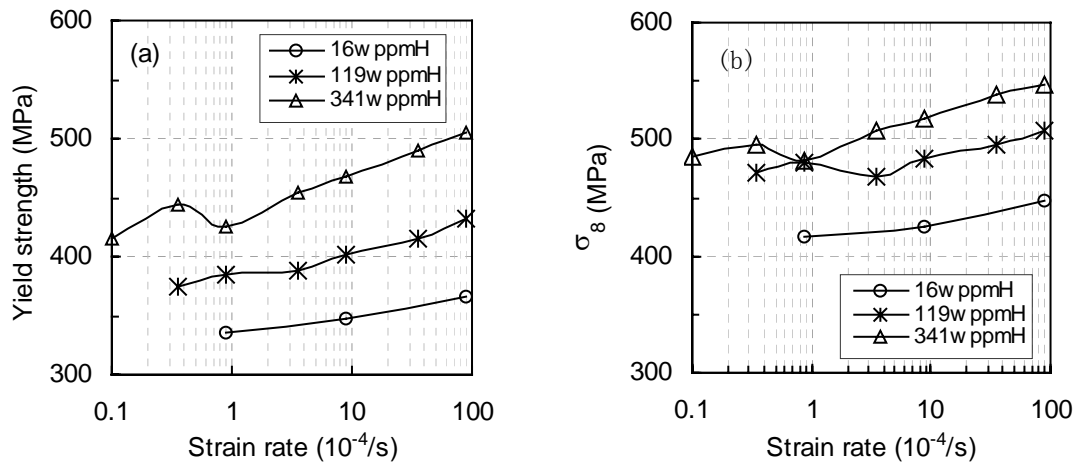 (a)
16w ppmH
119w ppmH
341w ppmH
600
500
400
300
Yield strength (MPa)
0.1
1
10
100
Strain rate (10⁻⁴/s)
(b)
600
500
400
300
σ₈ (MPa)
16w ppmH
119w ppmH
341w ppmH
0.1
1
10
100
Strain rate (10⁻⁴/s)